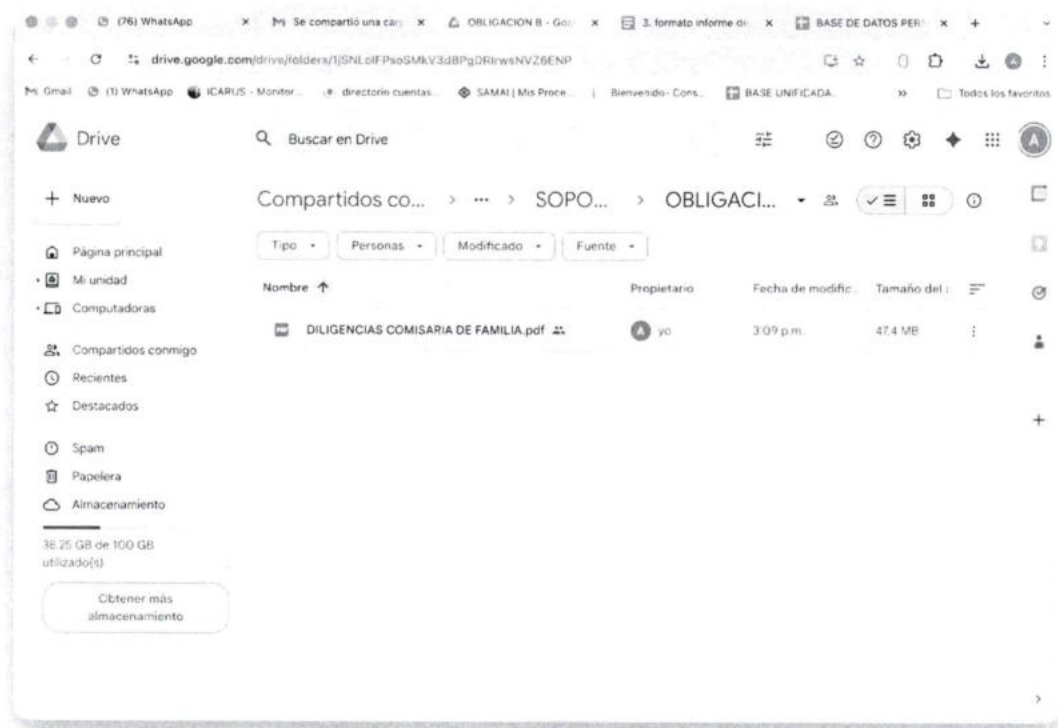 (76) WhatsApp
Se compartió una car
OBLIGACIÓN B - Goo
3. formato informe de
BASE DE DATOS PER
drive.google.com/drive/folders/
Gmail
(1) WhatsApp
ICARUS - Monitor...
directorio cuentas...
SAMAI | Mis Proce...
Bienvenido- Cons...
BASE UNIFICADA...
Todos los favoritos
Drive
Buscar en Drive
A
Nuevo
Compartidos co... > ... > SOPO... > OBLIGACI...
Tipo
Personas
Modificado
Fuente
Página principal
Mi unidad
Computadoras
Compartidos conmigo
Recientes
Destacados
Spam
Papelera
Almacenamiento
38.25 GB de 100 GB
utilizado(s)
Obtener más
almacenamiento
Nombre
Propietario
Fecha de modific...
Tamaño del
DILIGENCIAS COMISARIA DE FAMILIA.pdf
A yo
3:09 p.m.
47.4 MB